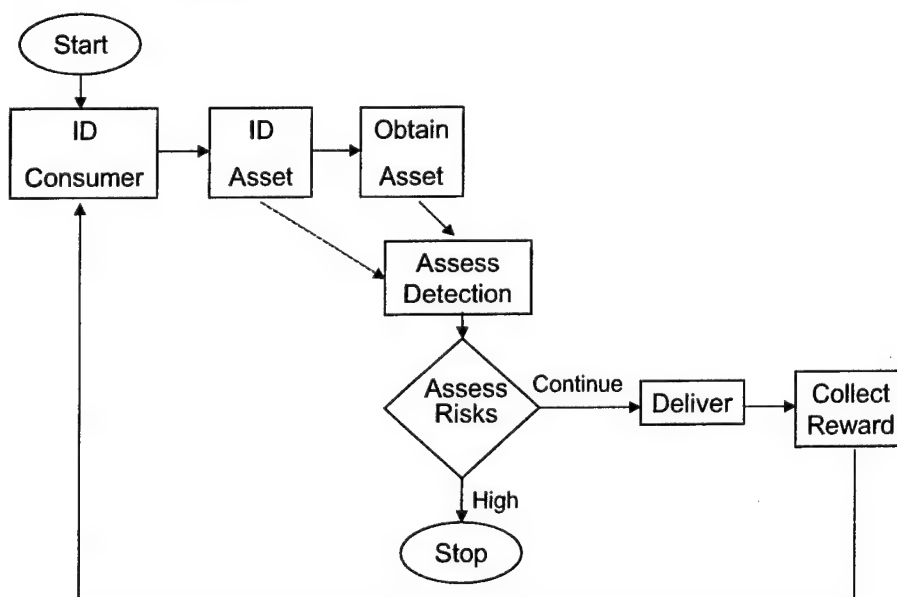 Start
ID
Consumer
ID
Asset
Obtain
Asset
Assess
Detection
Assess
Risks
Continue
Deliver
Collect
Reward
High
Stop